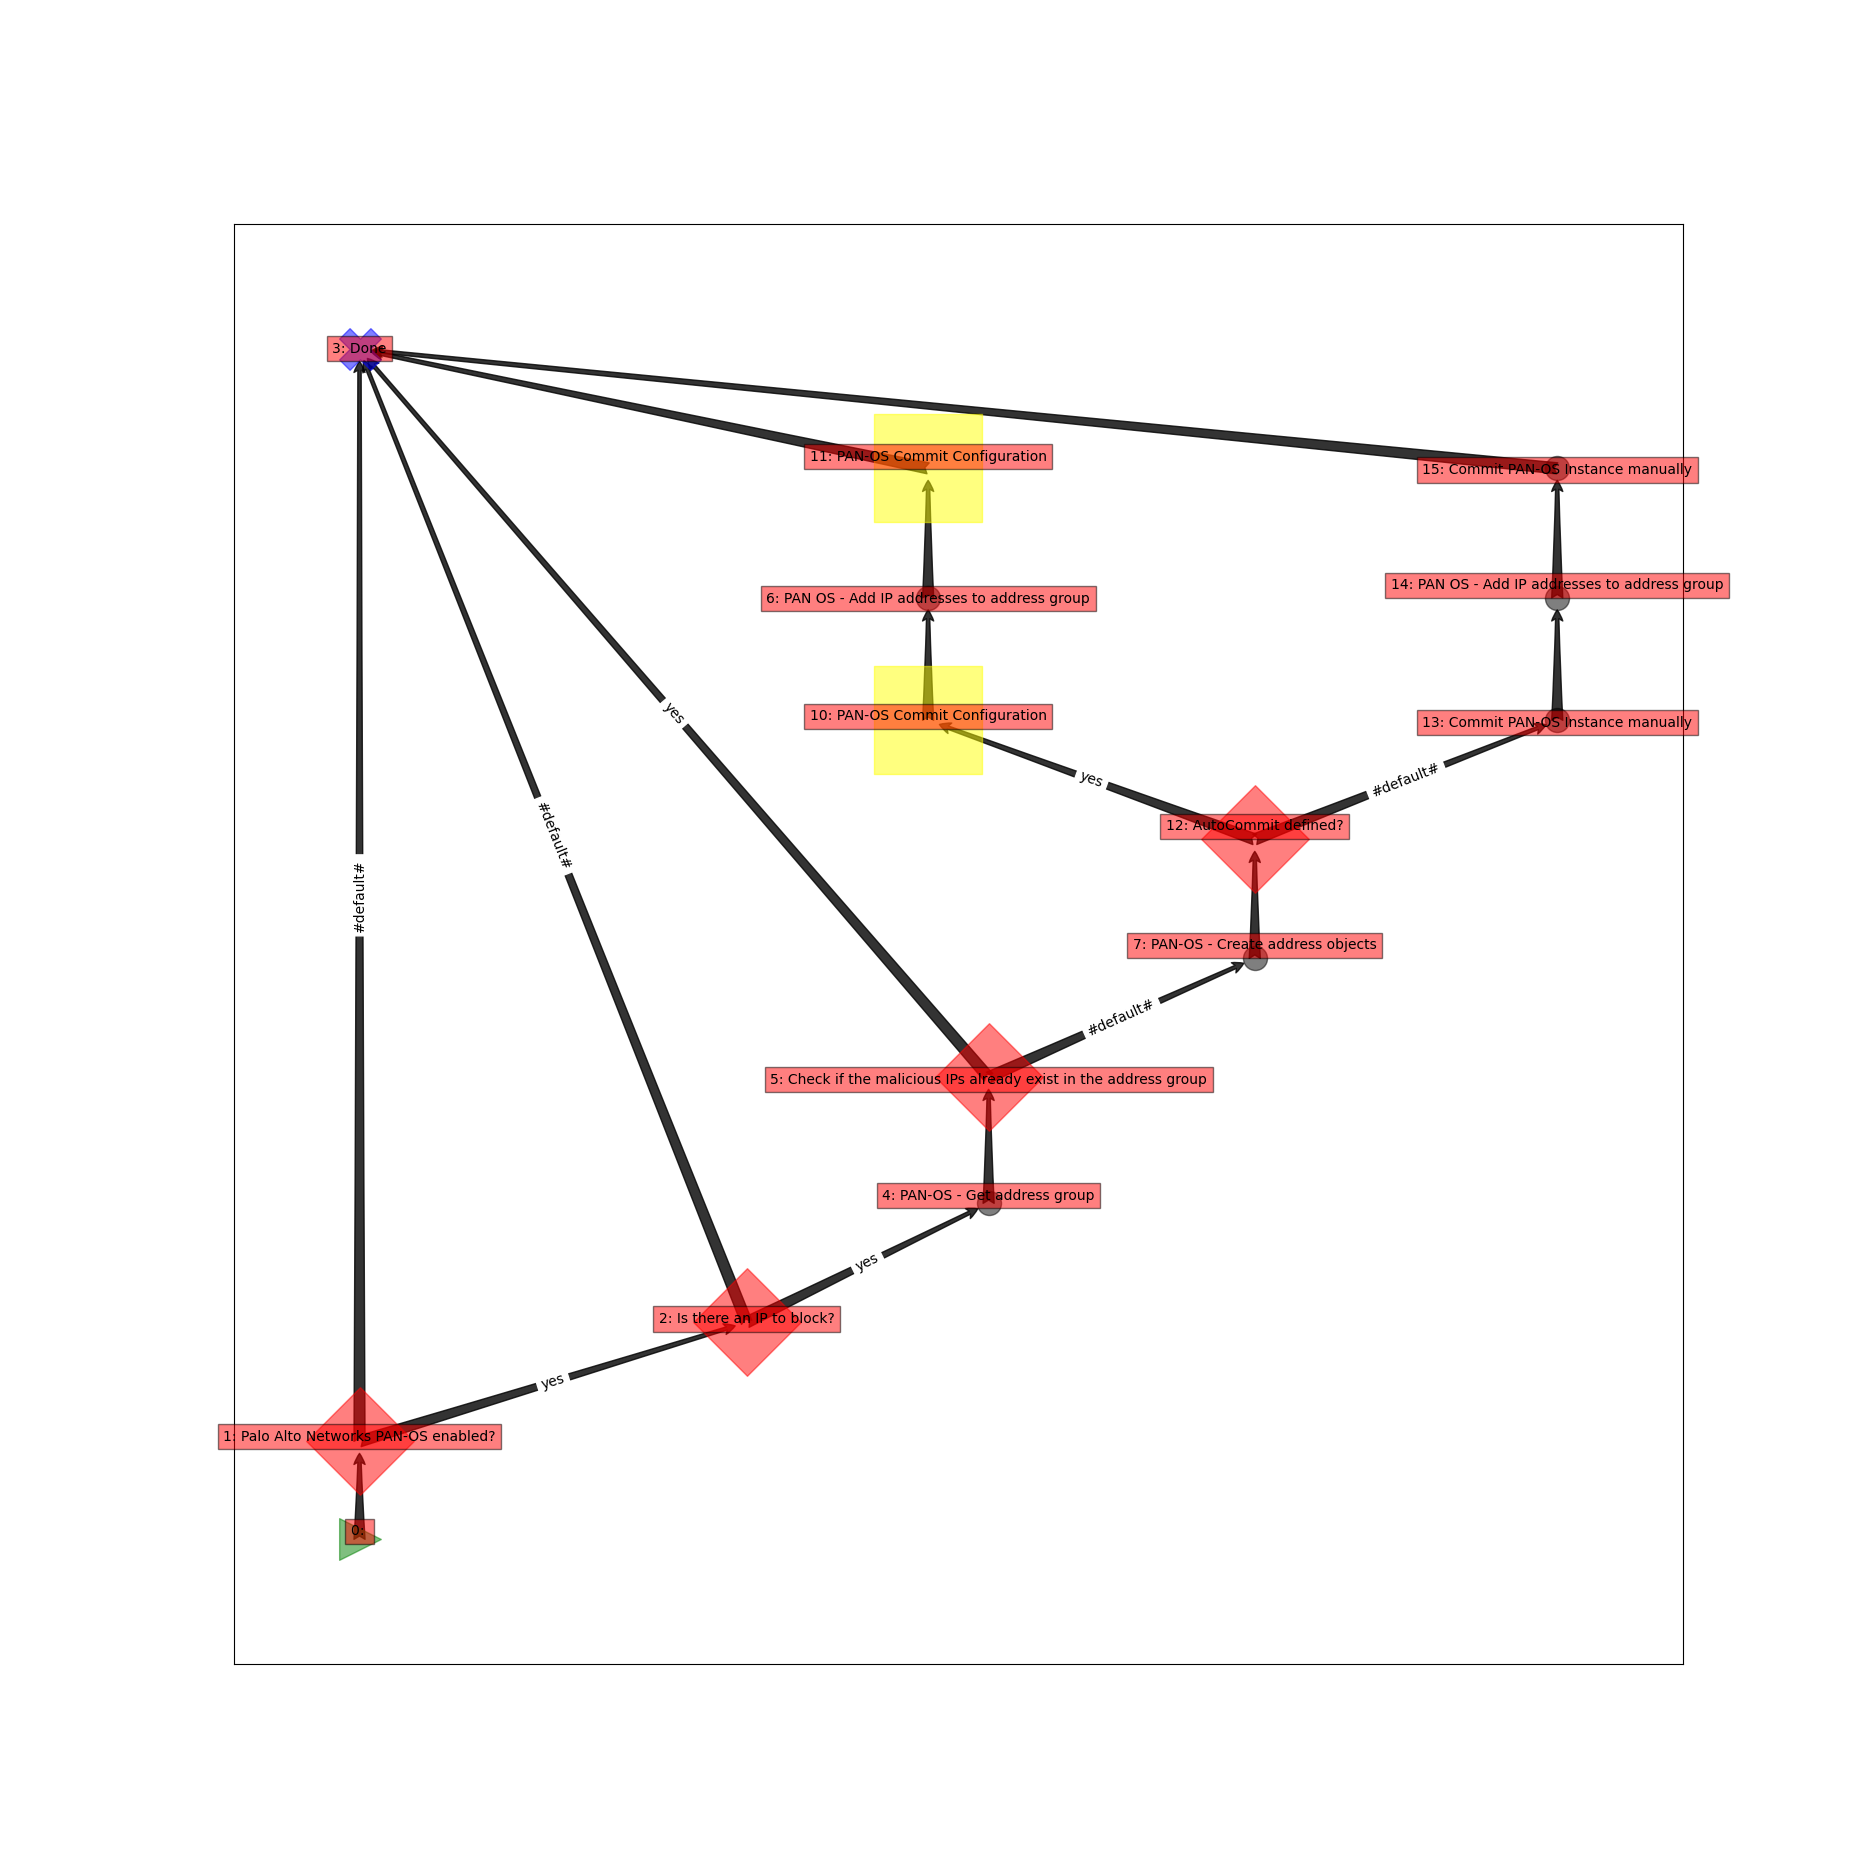 3: Done
11: PAN-OS Commit Configuration
15: Commit PAN-OS Instance manually
6: PAN OS - Add IP addresses to address group
14: PAN OS - Add IP addresses to address group
yes
10: PAN-OS Commit Configuration
13: Commit PAN-OS Instance manually
yes
#default#
#default#
12: AutoCommit defined?
#default#
7: PAN-OS - Create address objects
#default#
5: Check if the malicious IPs already exist in the address group
4: PAN-OS - Get address group
yes
2: Is there an IP to block?
yes
1: Palo Alto Networks PAN-OS enabled?
0: